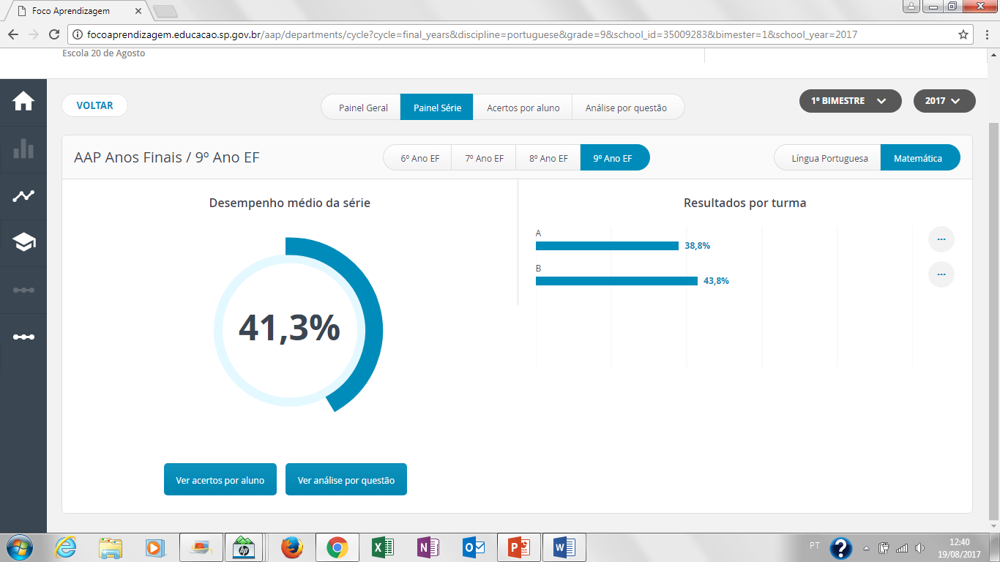 Foco Aprendizagem
focoaprendizagem.educacao.sp.gov.br/aap/departments/cycle?cycle=final_years&discipline=portuguese&grade=9&school_id=35009283&bimester=1&school_year=2017
Escola 20 de Agosto
VOLTAR
Painel Geral
Painel Série
Acertos por aluno
Análise por questão
1º BIMESTRE
2017
AAP Anos Finais / 9º Ano EF
6º Ano EF
7º Ano EF
8º Ano EF
9º Ano EF
Língua Portuguesa
Matemática
Desempenho médio da série
41,3%
Ver acertos por aluno
Ver análise por questão
Resultados por turma
A
38,8%
...
B
43,8%
...
hp
PT
?
12:40
19/08/2017